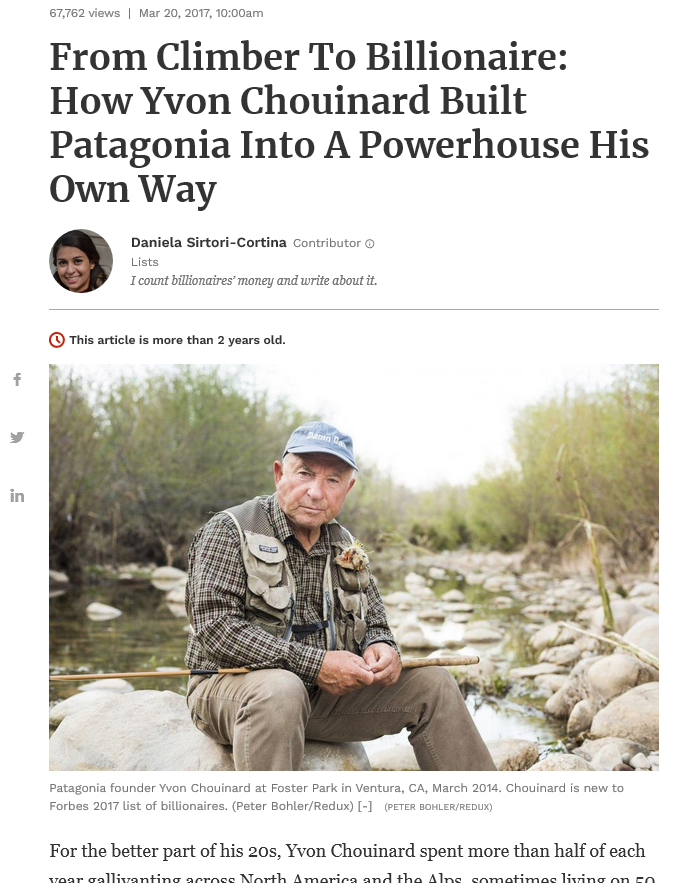 67,762 views | Mar 20, 2017, 10:00am
From Climber To Billionaire:
How Yvon Chouinard Built
Patagonia Into A Powerhouse His
Own Way
Daniela Sirtori-Cortina Contributor
Lists
I count billionaires' money and write about it.
This article is more than 2 years old.
Patagonia founder Yvon Chouinard at Foster Park in Ventura, CA, March 2014. Chouinard is new to
Forbes 2017 list of billionaires. (Peter Bohler/Redux) [-] (PETER BOHLER/REDUX)
For the better part of his 20s, Yvon Chouinard spent more than half of each
year gallivanting across North America and the Alps, sometimes living on 50